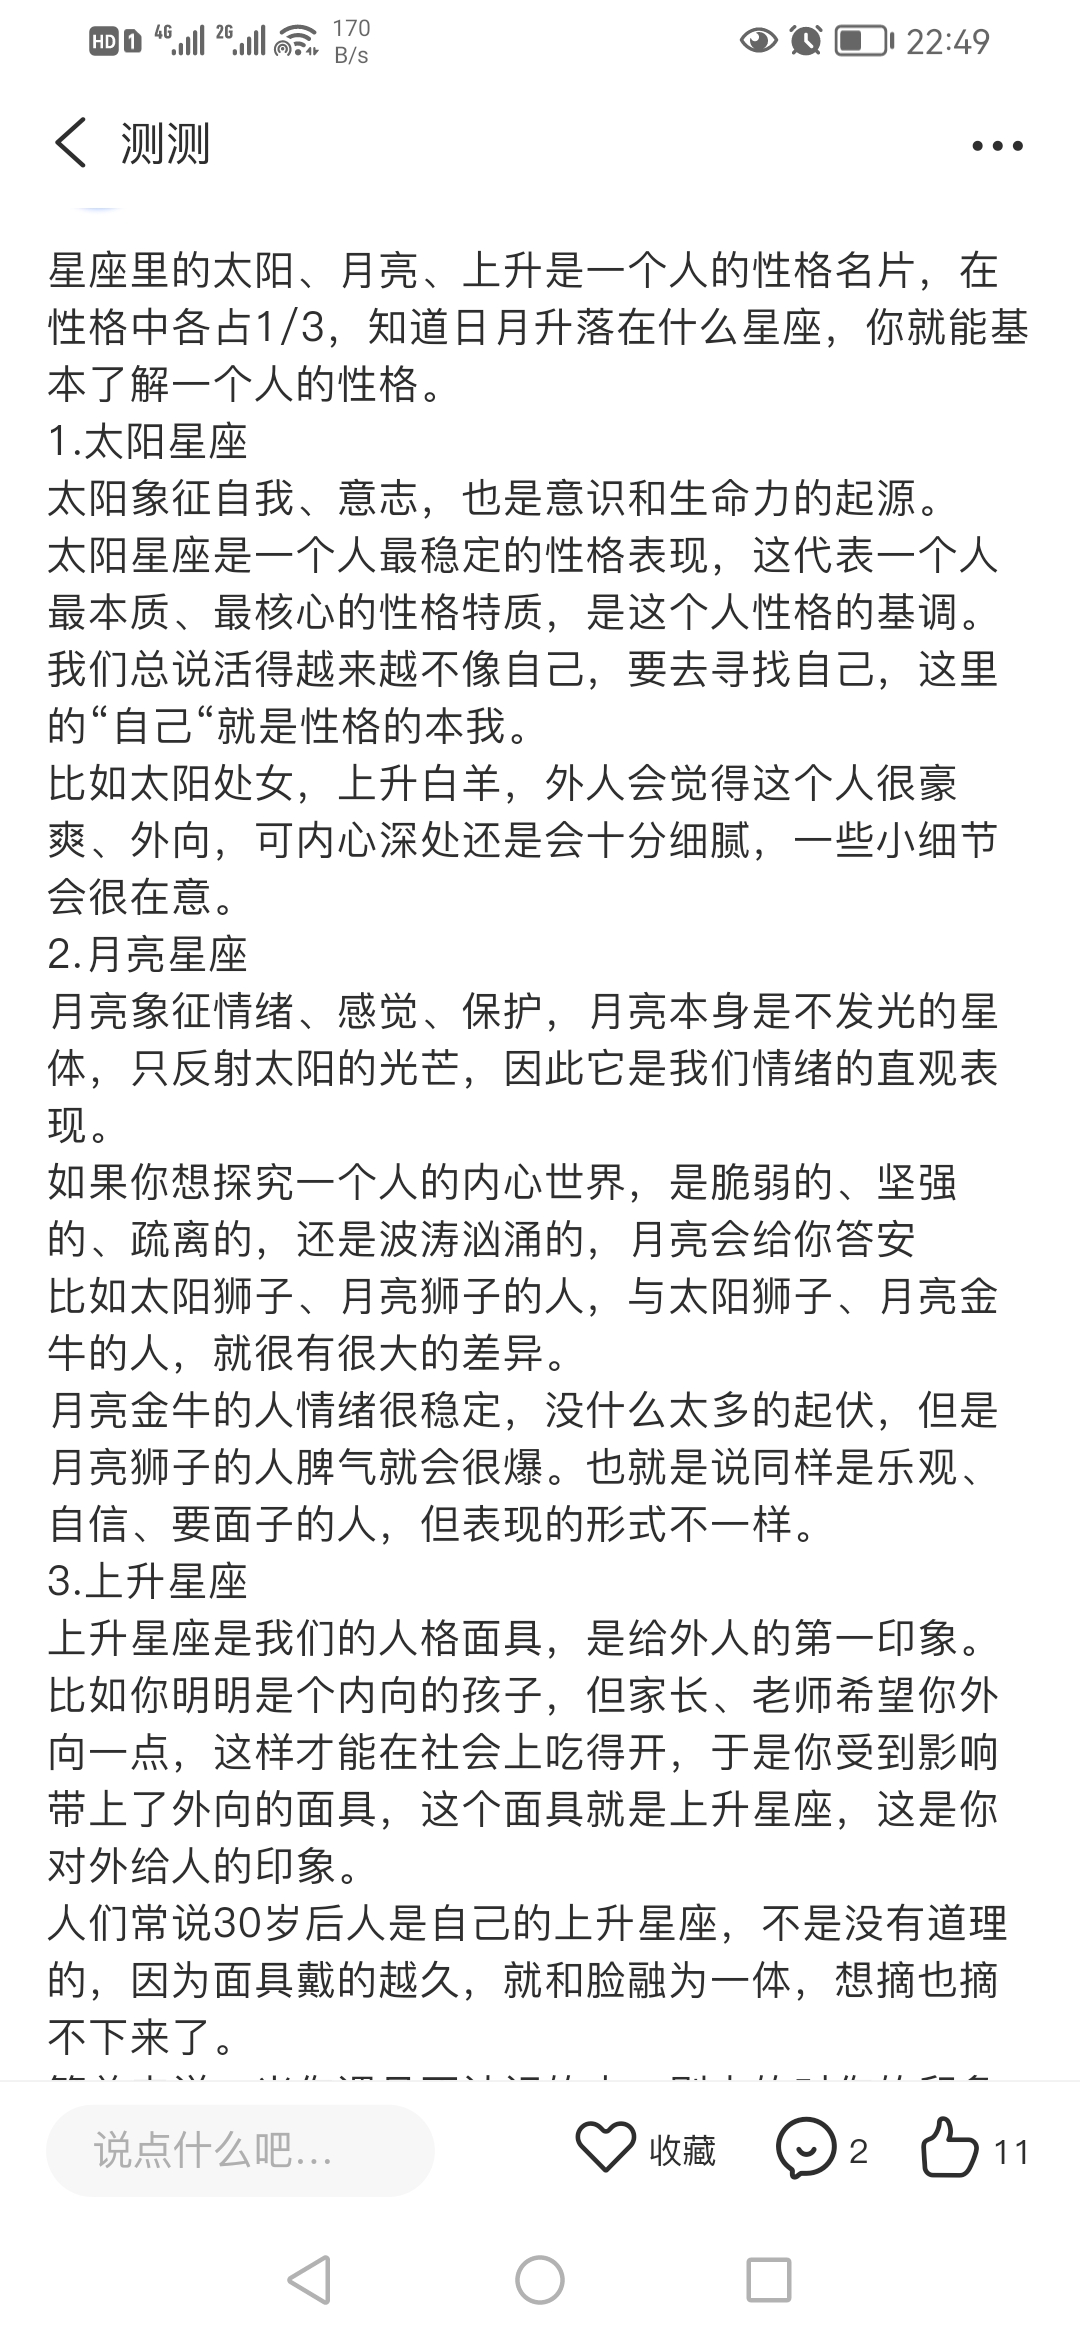 HD 1 4G 2G 170 B/s 22:49
测测
星座里的太阳、月亮、上升是一个人的性格名片，在
性格中各占1/3，知道日月升落在什么星座，你就能基
本了解一个人的性格。
1.太阳星座
太阳象征自我、意志，也是意识和生命力的起源。
太阳星座是一个人最稳定的性格表现，这代表一个人
最本质、最核心的性格特质，是这个人性格的基调。
我们总说活得越来越不像自己，要去寻找自己，这里
的“自己“就是性格的本我。
比如太阳处女，上升白羊，外人会觉得这个人很豪
爽、外向，可内心深处还是会十分细腻，一些小细节
会很在意。
2.月亮星座
月亮象征情绪、感觉、保护，月亮本身是不发光的星
体，只反射太阳的光芒，因此它是我们情绪的直观表
现。
如果你想探究一个人的内心世界，是脆弱的、坚强
的、疏离的，还是波涛汹涌的，月亮会给你答安
比如太阳狮子、月亮狮子的人，与太阳狮子、月亮金
牛的人，就很有很大的差异。
月亮金牛的人情绪很稳定，没什么太多的起伏，但是
月亮狮子的人脾气就会很爆。也就是说同样是乐观、
自信、要面子的人，但表现的形式不一样。
3.上升星座
上升星座是我们的人格面具，是给外人的第一印象。
比如你明明是个内向的孩子，但家长、老师希望你外
向一点，这样才能在社会上吃得开，于是你受到影响
带上了外向的面具，这个面具就是上升星座，这是你
对外给人的印象。
人们常说30岁后人是自己的上升星座，不是没有道理
的，因为面具戴的越久，就和脸融为一体，想摘也摘
不下来了。
说点什么吧... 收藏 2 11